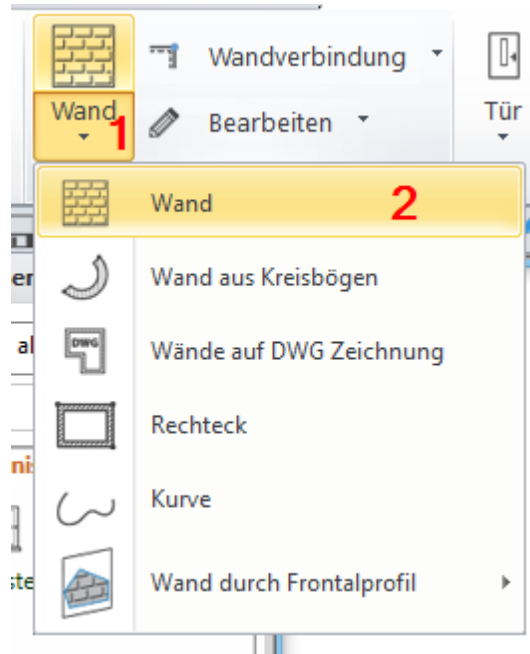 Wandverbindung
Wand
1
Bearbeiten
Tür
Wand
2
Wand aus Kreisbögen
DWG
Wände auf DWG Zeichnung
Rechteck
Kurve
Wand durch Frontalprofil